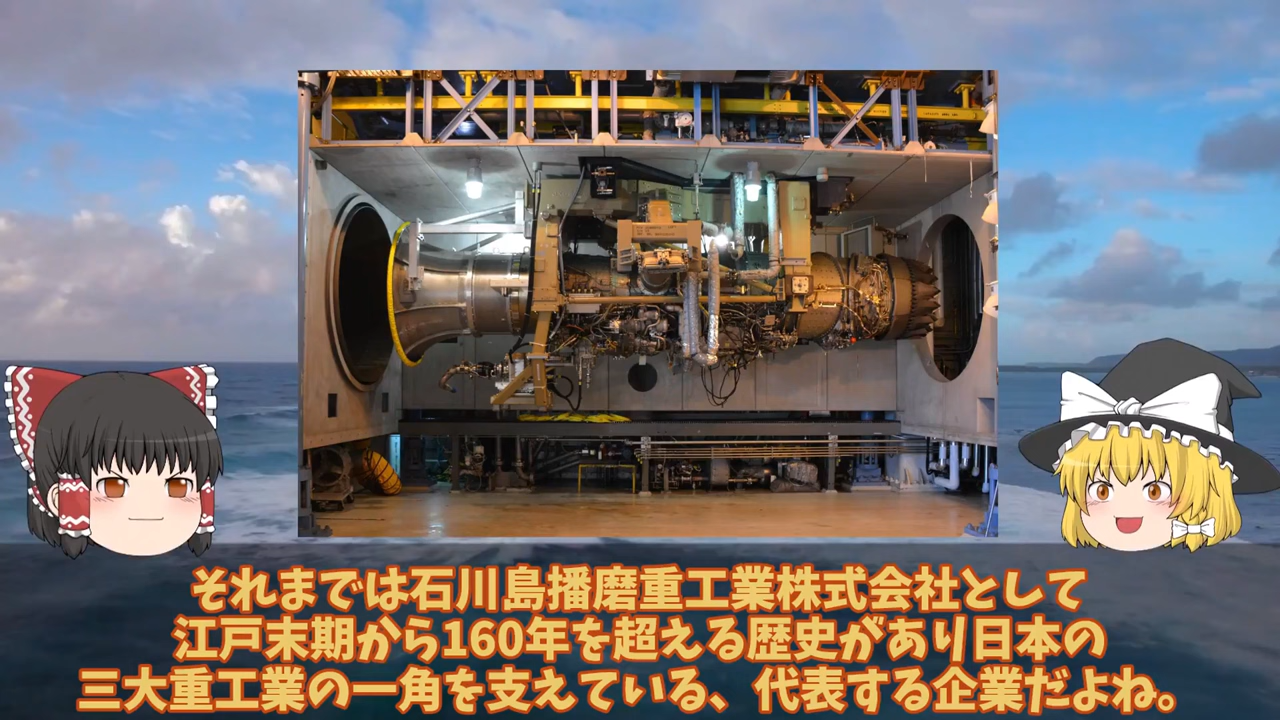 それまでは石川島播磨重工業株式会社として
江戸末期から160年を超える歴史があり日本の
三大重工業の一角を支えている、代表する企業だよね。